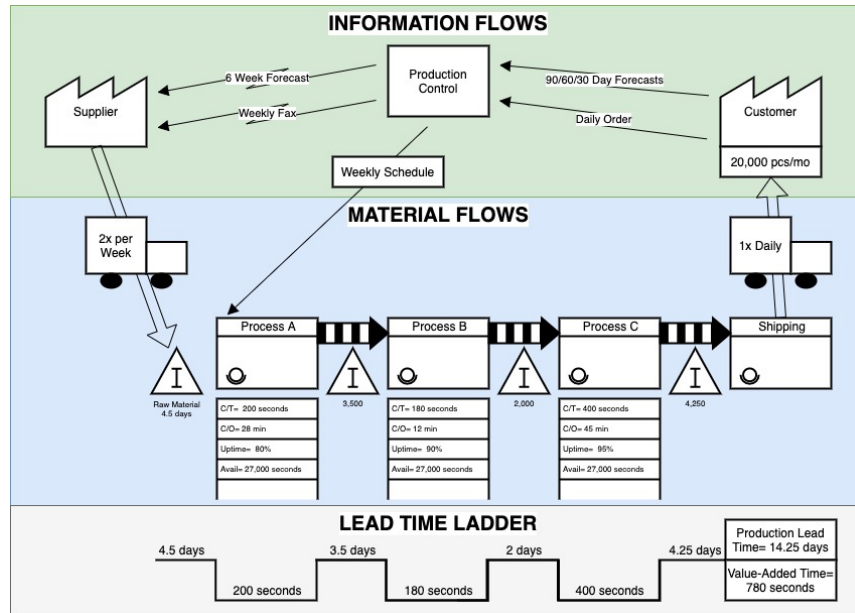 INFORMATION FLOWS
6 Week Forecast
Weekly Fax
Supplier
Production
Control
90/60/30 Day Forecasts
Daily Order
Customer
20,000 pcs/mo
Weekly Schedule
MATERIAL FLOWS
2x per
Week
1x Daily
Process A
Process B
Process C
Shipping
I
Raw Material
4.5 days
I
3,500
I
2,000
I
4,250
C/T= 200 seconds
C/O= 28 min
Uptime= 80%
Avail= 27,000 seconds
C/T= 180 seconds
C/O= 12 min
Uptime= 90%
Avail= 27,000 seconds
C/T= 400 seconds
C/O= 45 min
Uptime= 95%
Avail= 27,000 seconds
LEAD TIME LADDER
4.5 days
200 seconds
3.5 days
180 seconds
2 days
400 seconds
4.25 days
Production Lead
Time= 14.25 days
Value-Added Time=
780 seconds